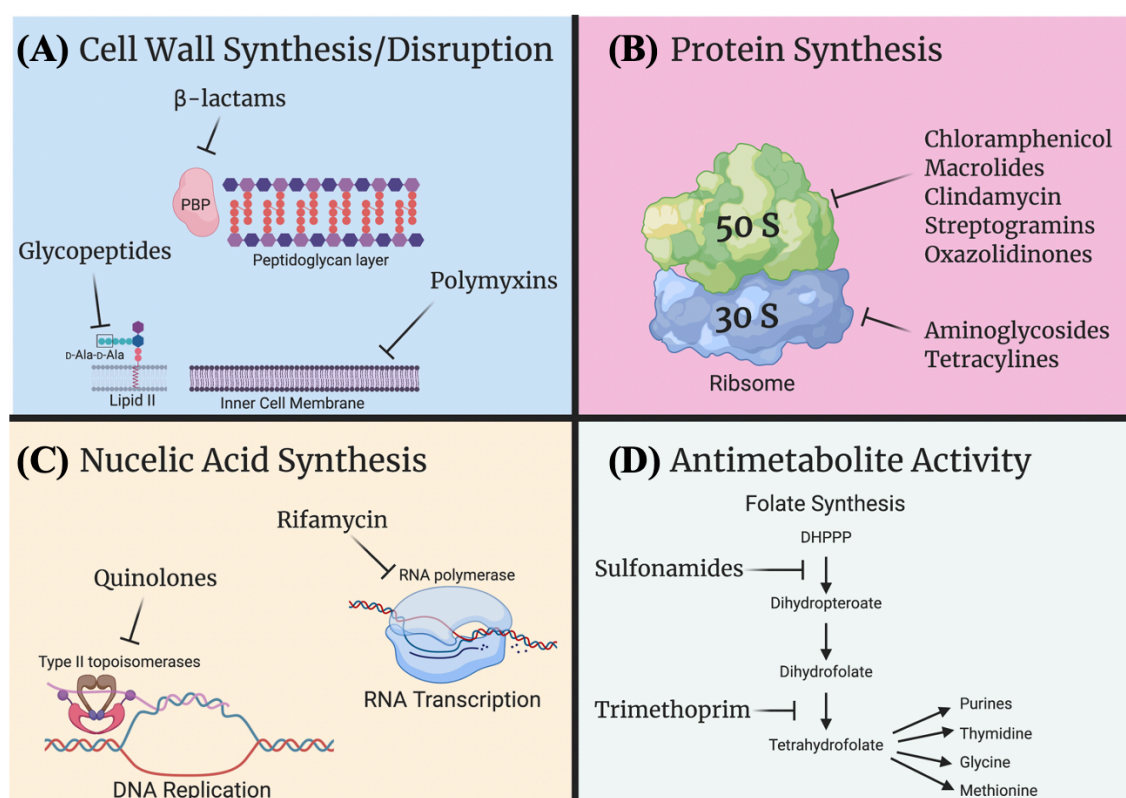 (A) Cell Wall Synthesis/Disruption
β-lactams
PBP
Peptidoglycan layer
Glycopeptides
Polymyxins
D-Ala-D-Ala
Lipid II
Inner Cell Membrane
(B) Protein Synthesis
Chloramphenicol
Macrolides
Clindamycin
Streptogramins
Oxazolidinones
50 S
30 S
Aminoglycosides
Tetracylines
Ribsome
(C) Nucelic Acid Synthesis
Rifamycin
RNA polymerase
Quinolones
Type II topoisomerases
RNA Transcription
DNA Replication
(D) Antimetabolite Activity
Folate Synthesis
DHPPP
Sulfonamides
Dihydropteroate
Dihydrofolate
Trimethoprim
Tetrahydrofolate
Purines
Thymidine
Glycine
Methionine